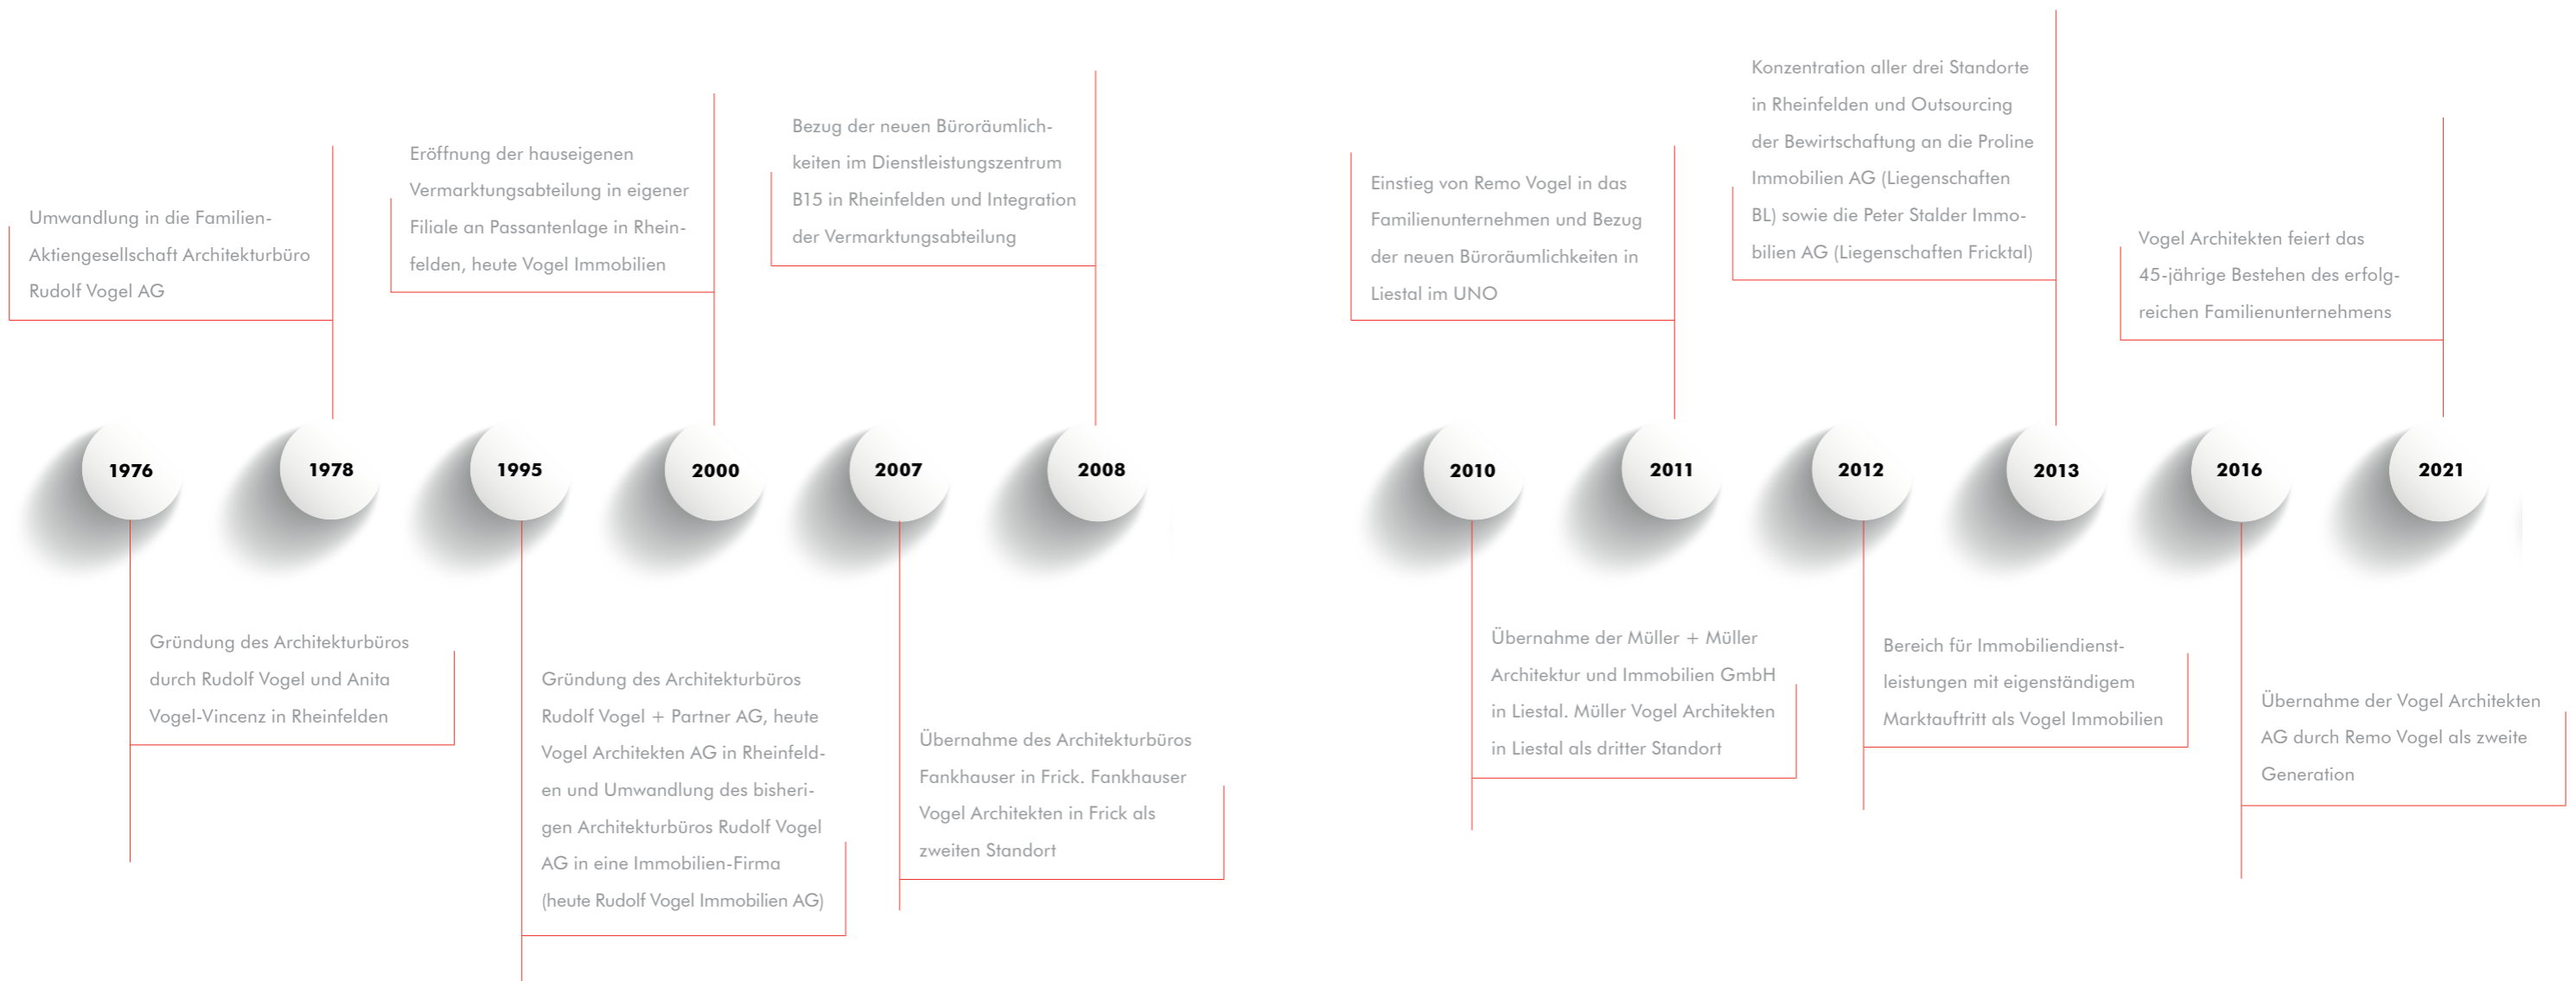 1976
Gründung des Architekturbüros
durch Rudolf Vogel und Anita
Vogel-Vincenz in Rheinfelden
1978
Umwandlung in die Familien-
Aktiengesellschaft Architekturbüro
Rudolf Vogel AG
1995
Gründung des Architekturbüros
Rudolf Vogel + Partner AG, heute
Vogel Architekten AG in Rheinfeld-
en und Umwandlung des bisheri-
gen Architekturbüros Rudolf Vogel
AG in eine Immobilien-Firma
(heute Rudolf Vogel Immobilien AG)
2000
Eröffnung der hauseigenen
Vermarktungsabteilung in eigener
Filiale an Passantenlage in Rhein-
felden, heute Vogel Immobilien
2007
Übernahme des Architekturbüros
Fankhauser in Frick. Fankhauser
Vogel Architekten in Frick als
zweiten Standort
2008
Bezug der neuen Büroräumlich-
keiten im Dienstleistungszentrum
B15 in Rheinfelden und Integration
der Vermarktungsabteilung
2010
Übernahme der Müller + Müller
Architektur und Immobilien GmbH
in Liestal. Müller Vogel Architekten
in Liestal als dritter Standort
2011
Einstieg von Remo Vogel in das
Familienunternehmen und Bezug
der neuen Büroräumlichkeiten in
Liestal im UNO
2012
Bereich für Immobiliendienst-
leistungen mit eigenständigem
Marktauftritt als Vogel Immobilien
2013
Konzentration aller drei Standorte
in Rheinfelden und Outsourcing
der Bewirtschaftung an die Proline
Immobilien AG (Liegenschaften
BL) sowie die Peter Stalder Immo-
bilien AG (Liegenschaften Fricktal)
2016
Übernahme der Vogel Architekten
AG durch Remo Vogel als zweite
Generation
2021
Vogel Architekten feiert das
45-jährige Bestehen des erfolg-
reichen Familienunternehmens